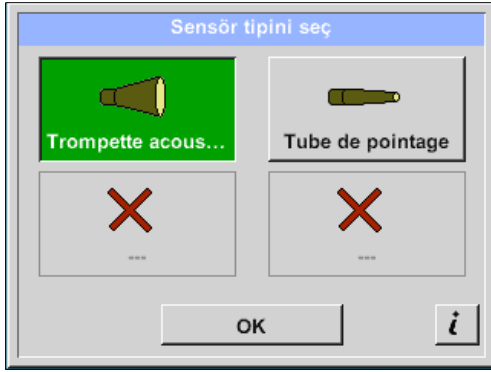 Sensör tipini seç
Trompette acous...
Tube de pointage
---
---
OK
i